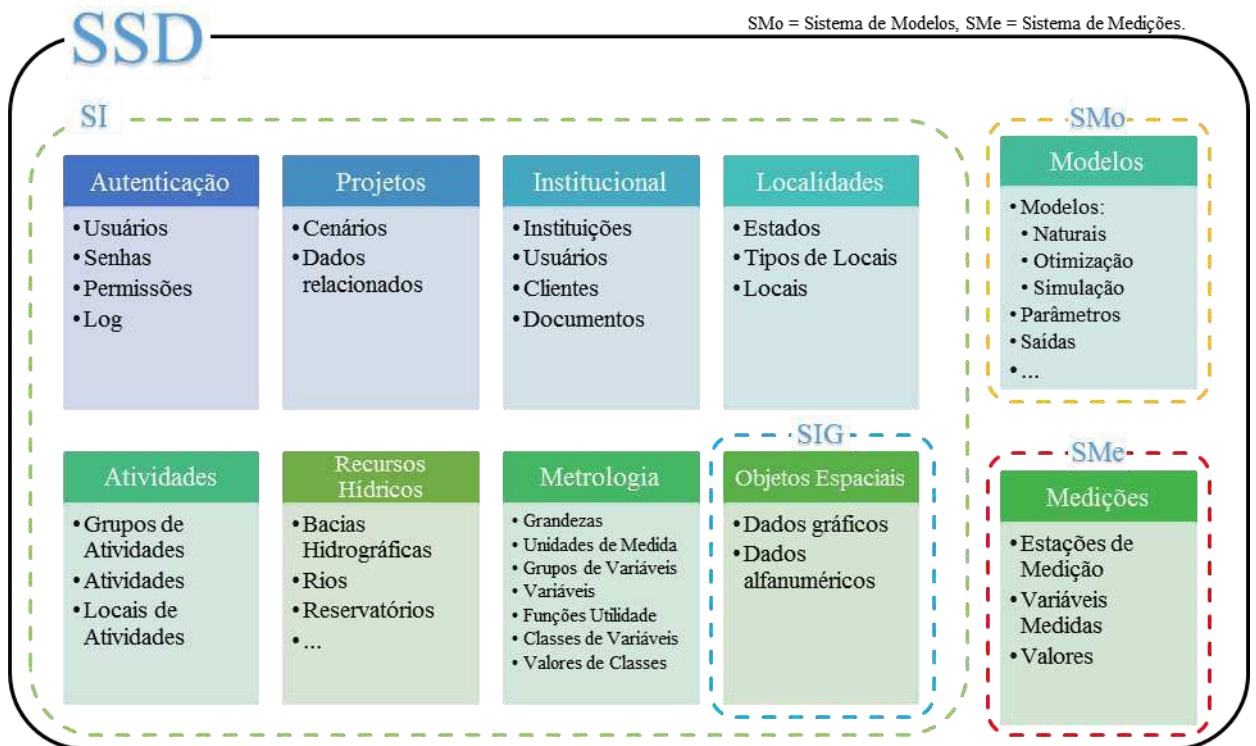 SMo = Sistema de Modelos, SMe = Sistema de Medições.
SSD
SI
Autenticação
•Usuários
•Senhas
•Permissões
•Log
Projetos
•Cenários
•Dados
relacionados
Institucional
•Instituições
•Usuários
•Clientes
•Documentos
Localidades
•Estados
•Tipos de Locais
•Locais
SMo
Modelos
• Modelos:
• Naturais
• Otimização
• Simulação
• Parâmetros
• Saídas
• ...
Atividades
•Grupos de
Atividades
•Atividades
•Locais de
Atividades
Recursos
Hídricos
•Bacias
Hidrográficas
•Rios
•Reservatórios
•...
Metrologia
• Grandezas
• Unidades de Medida
• Grupos de Variáveis
• Variáveis
• Funções Utilidade
• Classes de Variáveis
• Valores de Classes
SIG
Objetos Espaciais
•Dados gráficos
•Dados
alfanuméricos
SMe
Medições
•Estações de
Medição
•Variáveis
Medidas
•Valores